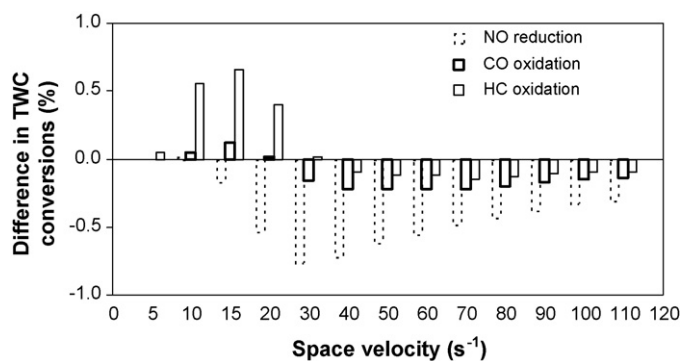 1.0
0.5
0.0
-0.5
-1.0
Difference in TWC
conversions (%)
NO reduction
CO oxidation
HC oxidation
0 5 10 15 20 30 40 50 60 70 80 90 100 110 120
Space velocity (s⁻¹)